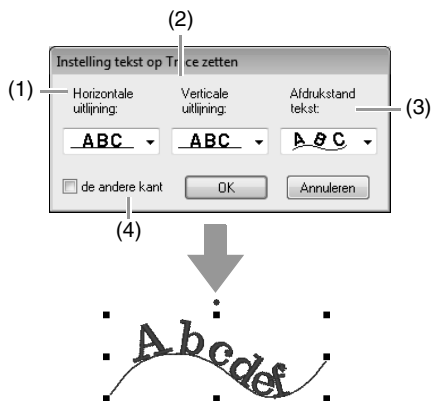 (2)
Instelling tekst op Trace zetten
(1)
Horizontale
uitlijning:
Verticale
uitlijning:
Afdrukstand
tekst:
(3)
ABC
ABC
ABC
de andere kant
OK
Annuleren
(4)
Abcdef